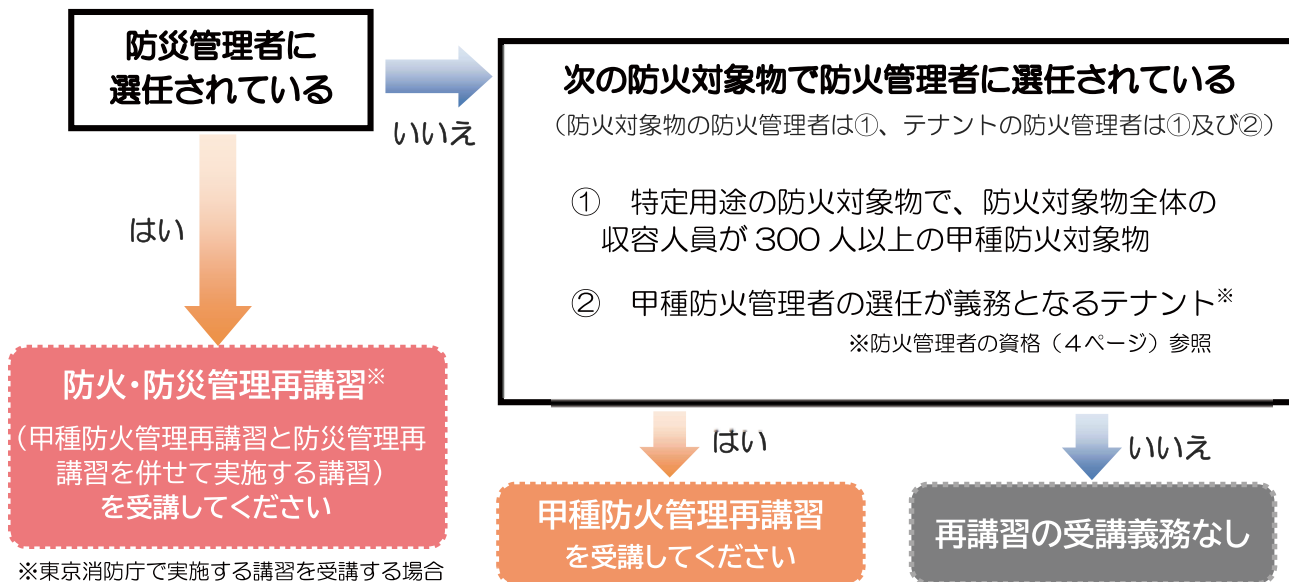 防災管理者に
選任されている
いいえ
はい
防火・防災管理再講習※
（甲種防火管理再講習と防災管理再
講習を併せて実施する講習）
を受講してください
※東京消防庁で実施する講習を受講する場合
次の防火対象物で防火管理者に選任されている
（防火対象物の防火管理者は①、テナントの防火管理者は①及び②）
①　特定用途の防火対象物で、防火対象物全体の
収容人員が 300 人以上の甲種防火対象物
②　甲種防火管理者の選任が義務となるテナント※
※防火管理者の資格（４ページ）参照
はい
いいえ
甲種防火管理再講習
を受講してください
再講習の受講義務なし